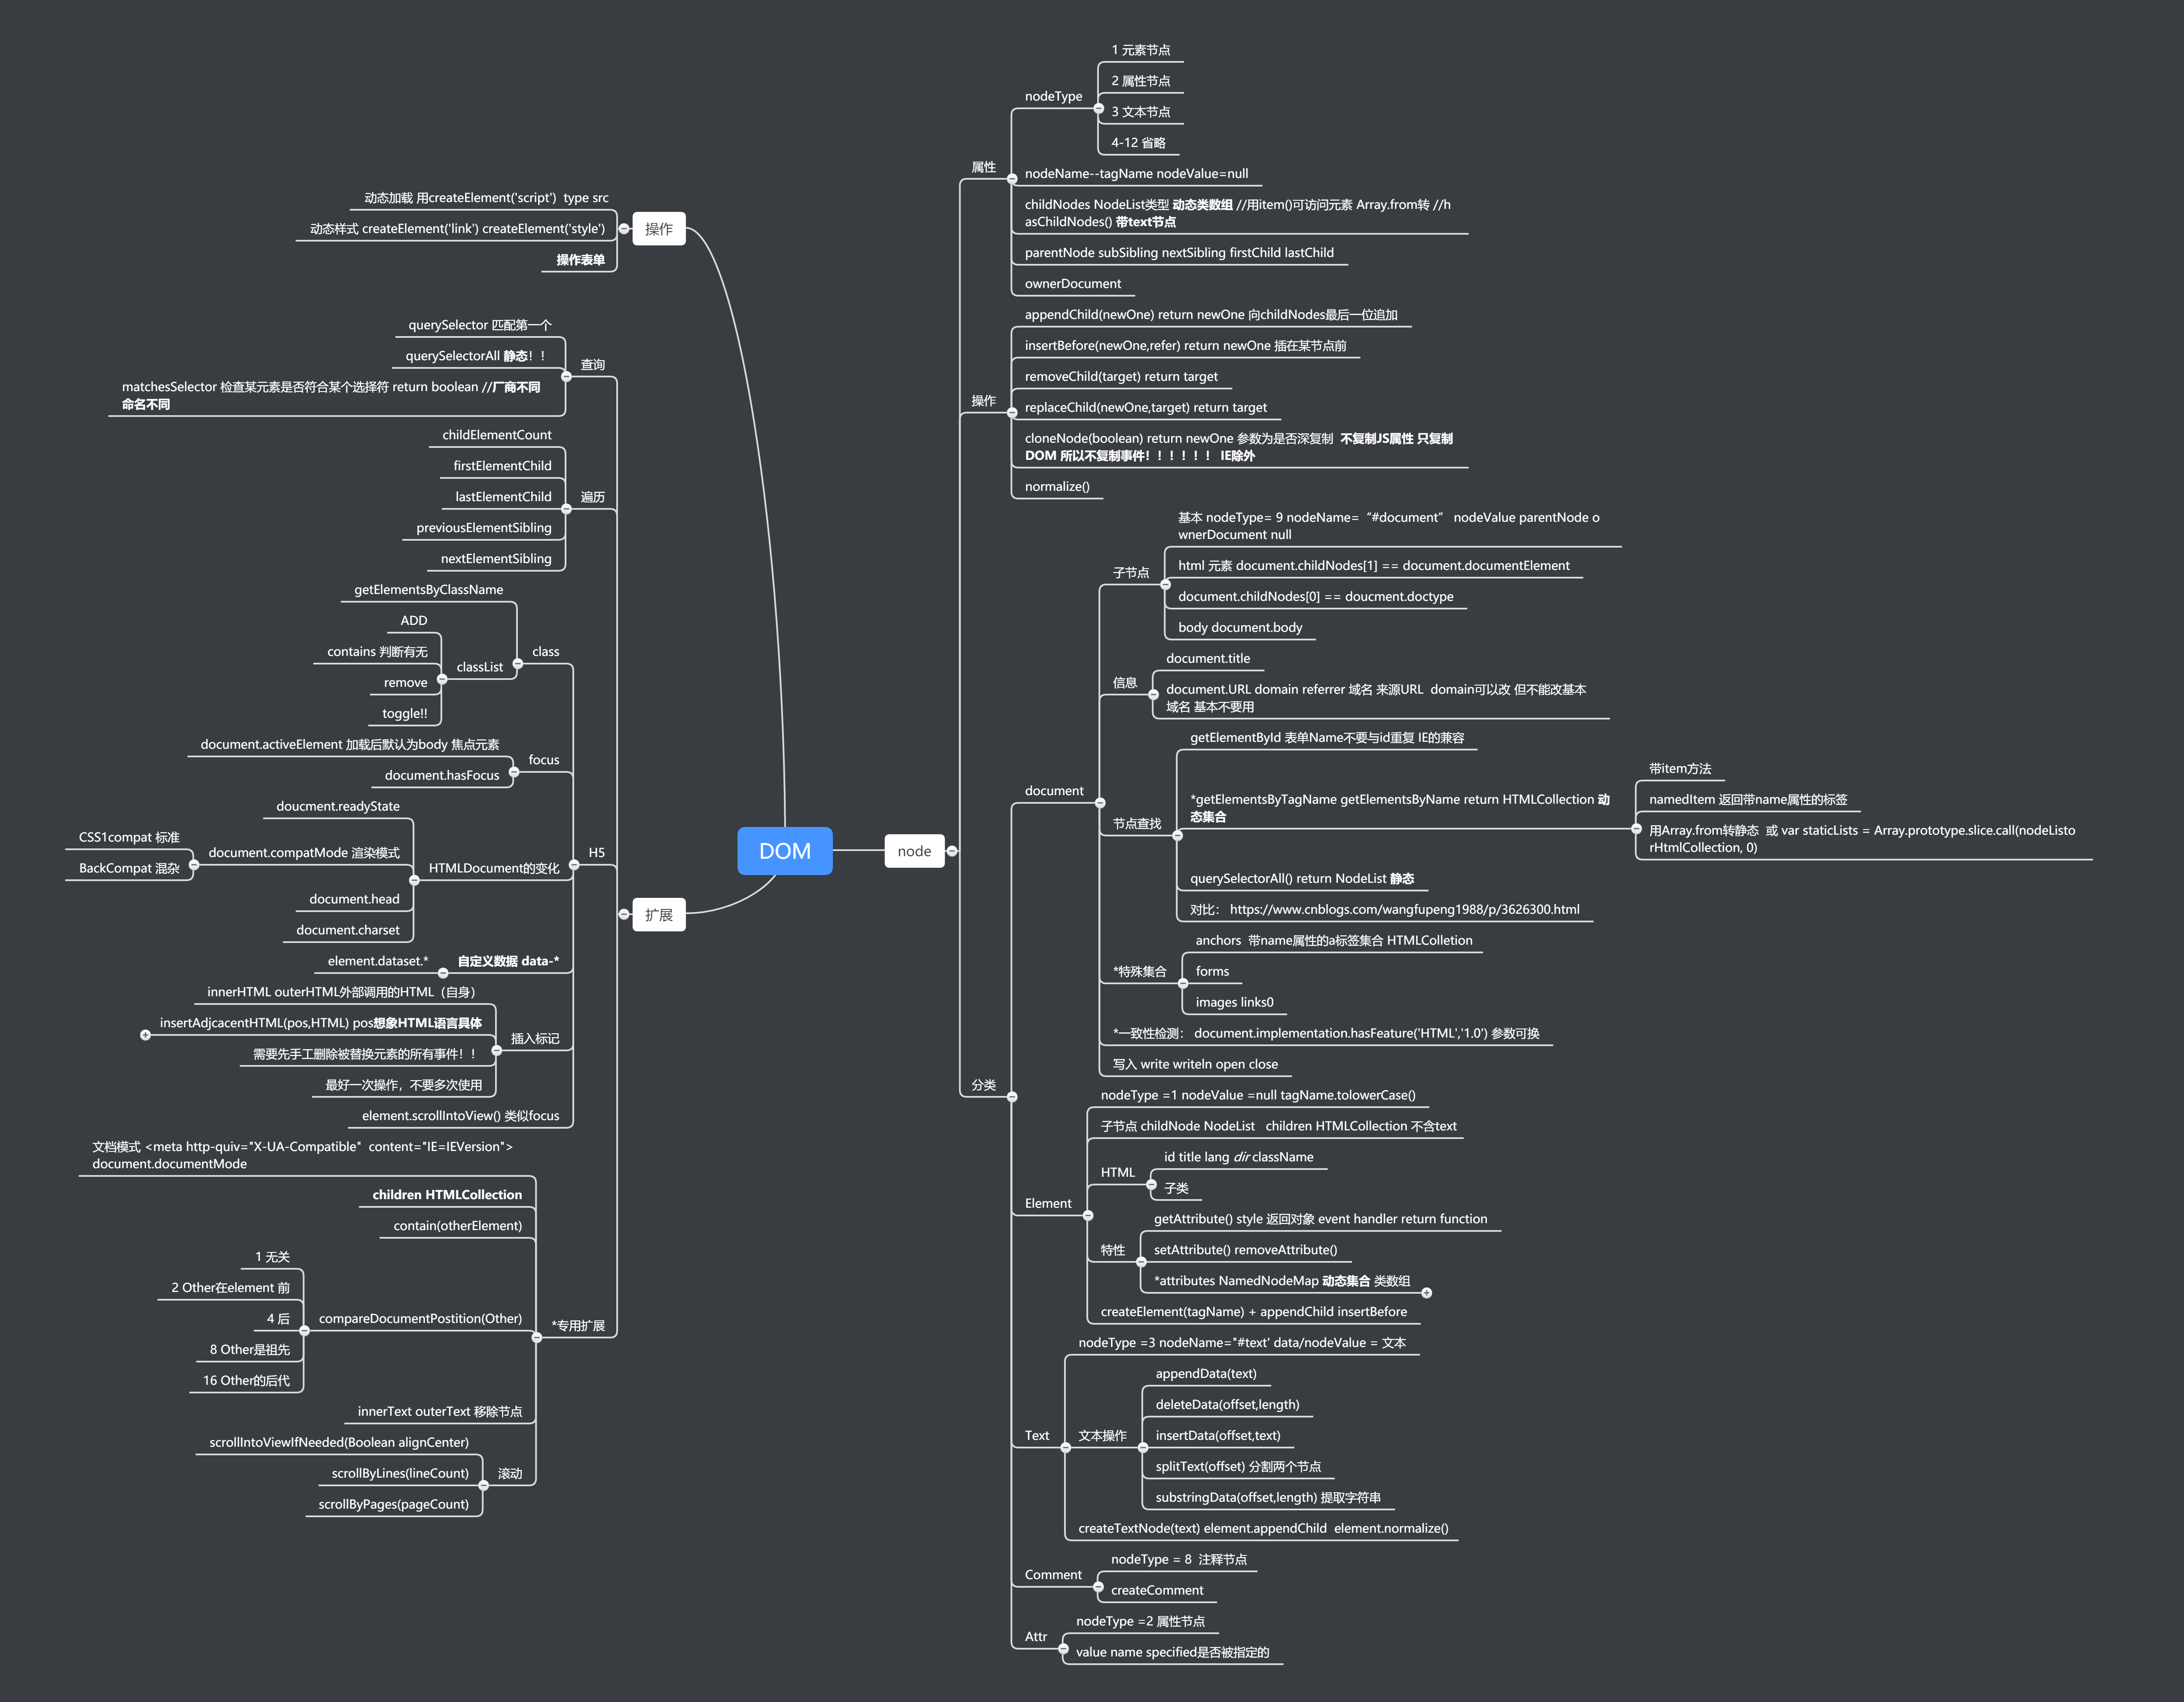 DOM
node
属性
nodeType
1 元素节点
2 属性节点
3 文本节点
4-12 省略
nodeName--tagName nodeValue=null
childNodes NodeList类型 动态类数组 //用item()可访问元素 Array.from转 //h
asChildNodes() 带text节点
parentNode subSibling nextSibling firstChild lastChild
ownerDocument
操作
appendChild(newOne) return newOne 向childNodes最后一位追加
insertBefore(newOne,refer) return newOne 插在某节点前
removeChild(target) return target
replaceChild(newOne,target) return target
cloneNode(boolean) return newOne 参数为是否深复制 不复制JS属性 只复制
DOM 所以不复制事件！！！！！！ IE除外
normalize()
分类
document
子节点
基本 nodeType= 9 nodeName= “#document” nodeValue parentNode o
wnerDocument null
html 元素 document.childNodes[1] == document.documentElement
document.childNodes[0] == doucment.doctype
body document.body
信息
document.title
document.URL domain referrer 域名 来源URL domain可以改 但不能改基本
域名 基本不要用
节点查找
getElementById 表单Name不要与id重复 IE的兼容
*getElementsByTagName getElementsByName return HTMLCollection 动
态集合
带item方法
namedItem 返回带name属性的标签
用Array.from转静态 或 var staticLists = Array.prototype.slice.call(nodeListo
rHtmlCollection, 0)
querySelectorAll() return NodeList 静态
对比： https://www.cnblogs.com/wangfupeng1988/p/3626300.html
*特殊集合
anchors 带name属性的a标签集合 HTMLColletion
forms
images links0
*一致性检测： document.implementation.hasFeature('HTML','1.0') 参数可换
写入 write writeln open close
Element
nodeType =1 nodeValue =null tagName.tolowerCase()
子节点 childNode NodeList children HTMLCollection 不含text
HTML
id title lang dir className
子类
特性
getAttribute() style 返回对象 event handler return function
setAttribute() removeAttribute()
*attributes NamedNodeMap 动态集合 类数组
createElement(tagName) + appendChild insertBefore
Text
nodeType =3 nodeName="#text' data/nodeValue = 文本
文本操作
appendData(text)
deleteData(offset,length)
insertData(offset,text)
splitText(offset) 分割两个节点
substringData(offset,length) 提取字符串
createTextNode(text) element.appendChild element.normalize()
Comment
nodeType = 8 注释节点
createComment
Attr
nodeType =2 属性节点
value name specified是否被指定的
操作
动态加载 用createElement('script') type src
动态样式 createElement('link') createElement('style')
操作表单
扩展
查询
querySelector 匹配第一个
querySelectorAll 静态！！
matchesSelector 检查某元素是否符合某个选择符 return boolean //厂商不同
命名不同
遍历
childElementCount
firstElementChild
lastElementChild
previousElementSibling
nextElementSibling
H5
class
getElementsByClassName
classList
ADD
contains 判断有无
remove
toggle!!
focus
document.activeElement 加载后默认为body 焦点元素
document.hasFocus
HTMLDocument的变化
doucment.readyState
document.compatMode 渲染模式
CSS1compat 标准
BackCompat 混杂
document.head
document.charset
自定义数据 data-*
element.dataset.*
插入标记
innerHTML outerHTML外部调用的HTML（自身）
insertAdjcacentHTML(pos,HTML) pos想象HTML语言具体
需要先手工删除被替换元素的所有事件！！
最好一次操作，不要多次使用
element.scrollIntoView() 类似focus
*专用扩展
文档模式 <meta http-quiv="X-UA-Compatible" content="IE=IEVersion">
document.documentMode
children HTMLCollection
contain(otherElement)
compareDocumentPostition(Other)
1 无关
2 Other在element 前
4 后
8 Other是祖先
16 Other的后代
innerText outerText 移除节点
滚动
scrollIntoViewIfNeeded(Boolean alignCenter)
scrollByLines(lineCount)
scrollByPages(pageCount)